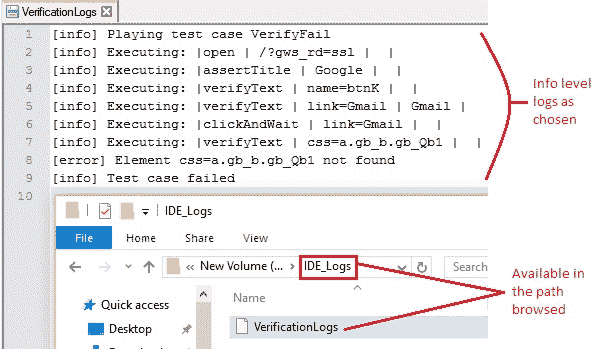 VerificationLogs
1 [info] Playing test case VerifyFail
2 [info] Executing: |open | /?gws_rd=ssl | |
3 [info] Executing: |assertTitle | Google | |
4 [info] Executing: |verifyText | name=btnK | |
5 [info] Executing: |verifyText | link=Gmail | Gmail |
6 [info] Executing: |clickAndWait | link=Gmail | |
7 [info] Executing: |verifyText | css=a.gb_b.gb_Qb1 | |
8 [error] Element css=a.gb_b.gb_Qb1 not found
9 [info] Test case failed
10
Info level
logs as
chosen
IDE_Logs
File Home Share View
« New Volume (... > IDE_Logs
Search
Quick access
Desktop
Name
VerificationLogs
Available in
the path
browsed